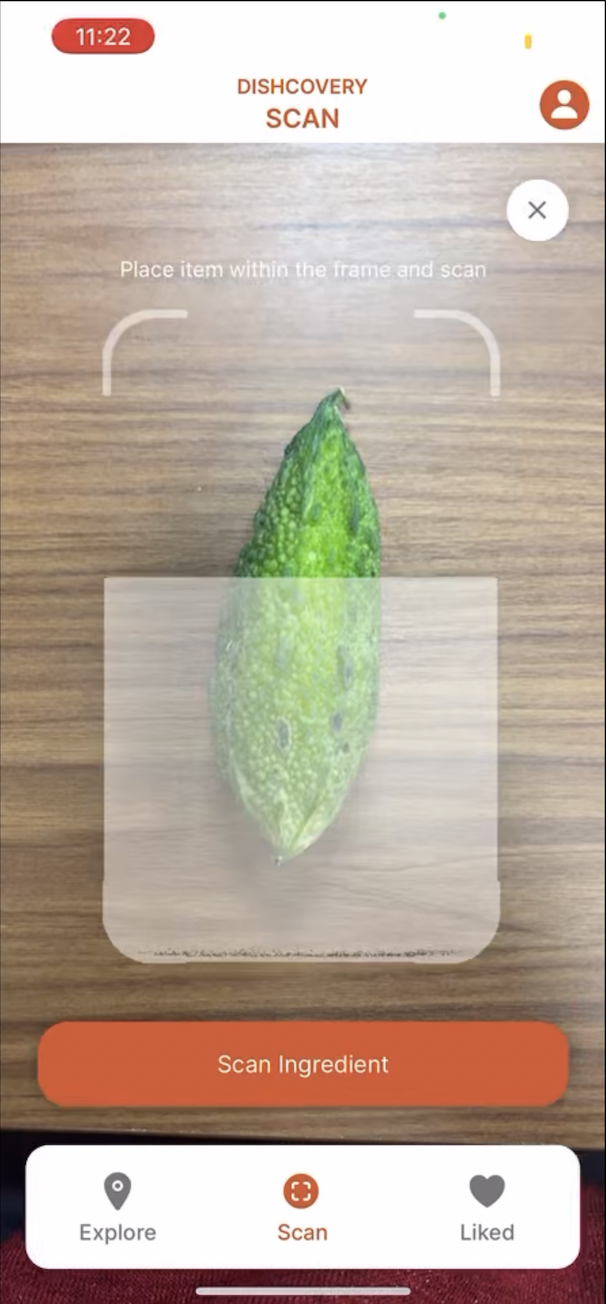 11:22
DISHCOVERY
SCAN
Place item within the frame and scan
Scan Ingredient
Explore
Scan
Liked